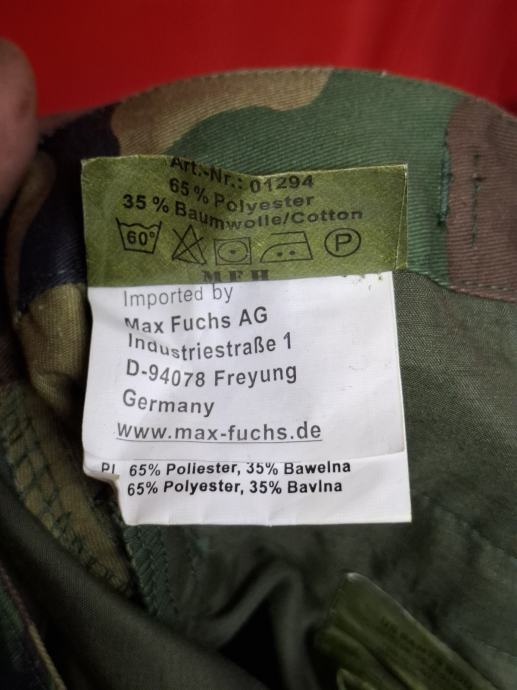 Art.-Nr.: 01294
65 % Polyester
35 % Baumwolle/Cotton
60° P
MFH
Imported by
Max Fuchs AG
Industriestraße 1
D-94078 Freyung
Germany
www.max-fuchs.de
PL 65% Poliester, 35% Bawełna
65% Polyester, 35% Bavlna